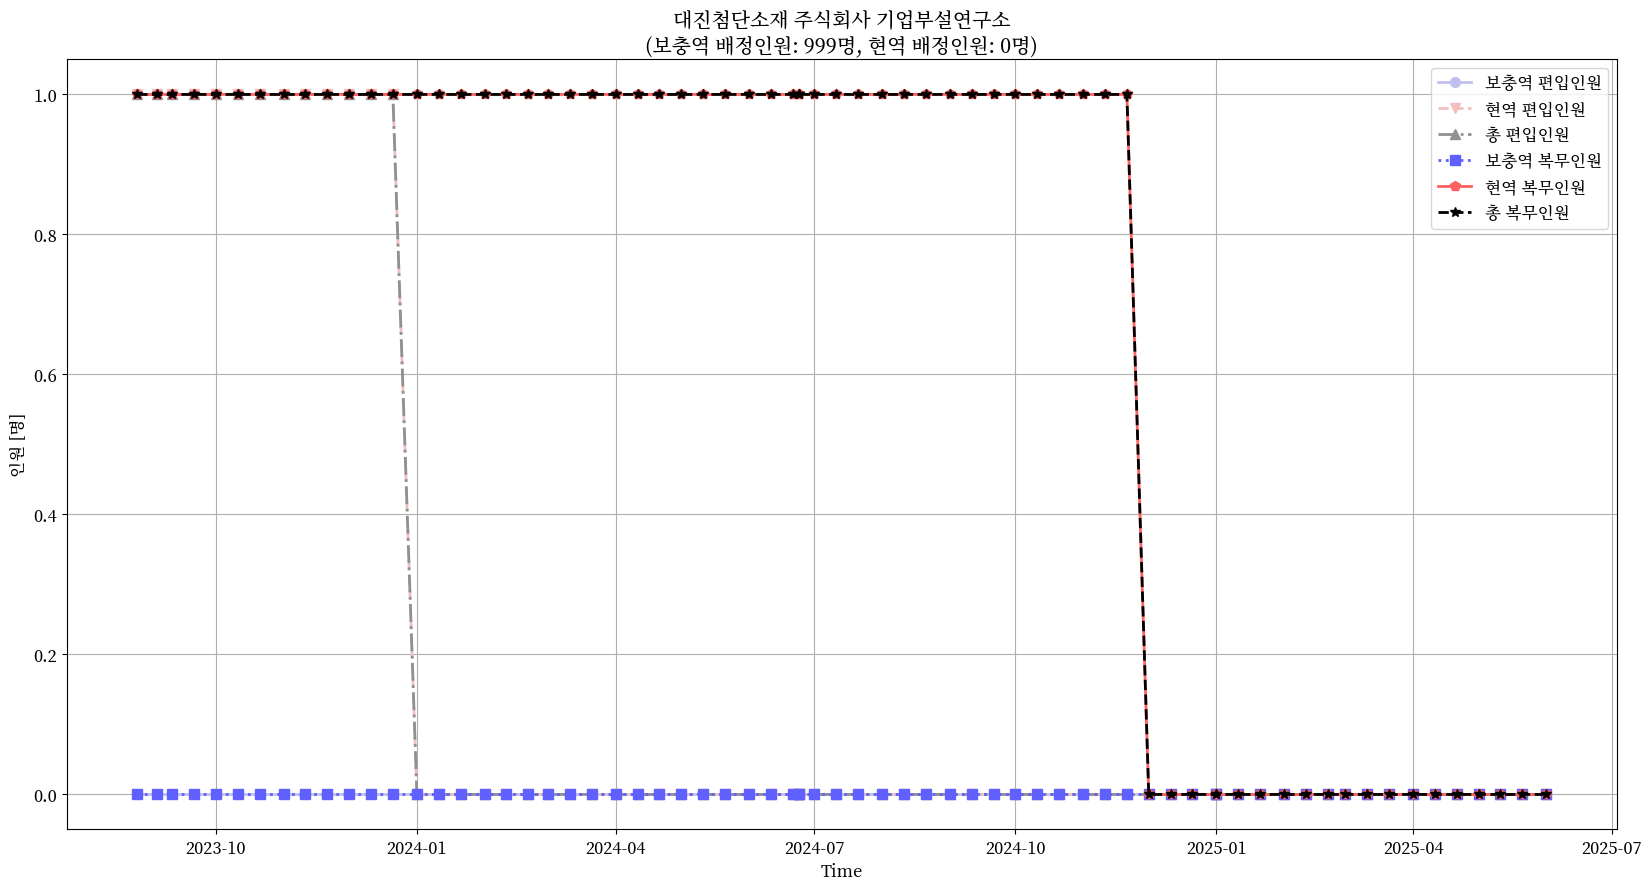 대진첨단소재 주식회사 기업부설연구소
(보충역 배정인원: 999명, 현역 배정인원: 0명)
보충역 편입인원
현역 편입인원
총 편입인원
보충역 복무인원
현역 복무인원
총 복무인원
인원 [명]
1.0
0.8
0.6
0.4
0.2
0.0
2023-10
2024-01
2024-04
2024-07
2024-10
2025-01
2025-04
2025-07
Time